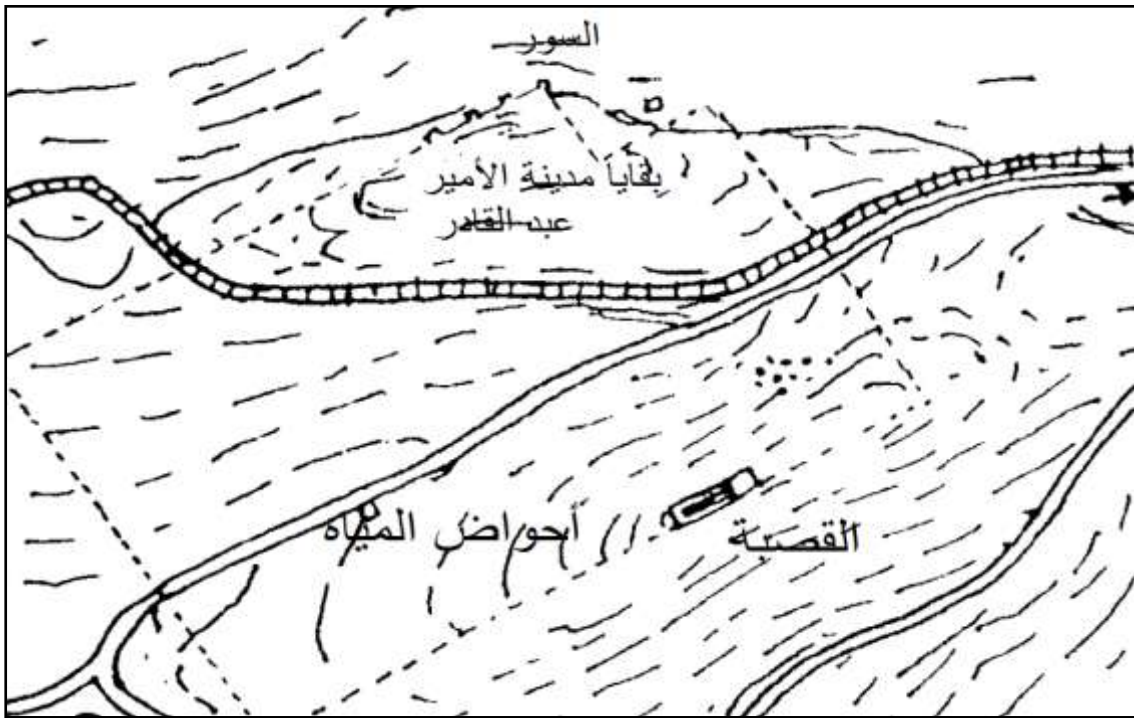 السور
بقايا مدينة الأمير
عبد القادر
أحواض المياه
القصبة